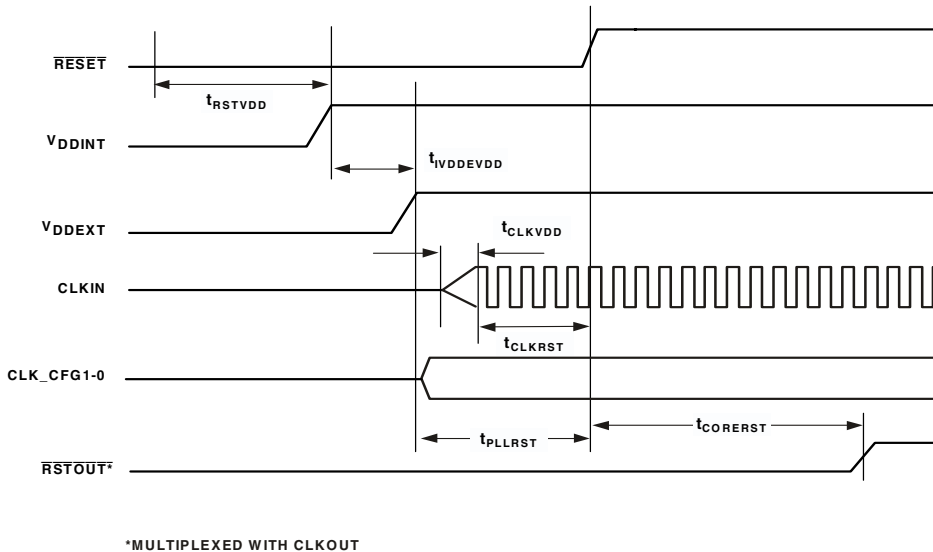 RESET
tRSTVDD
VDDINT
tIVDDEVDD
VDDEXT
tCLKVDD
CLKIN
tCLKRST
CLK_CFG1-0
tPLLRST
tCORERST
RSTOUT*
*MULTIPLEXED WITH CLKOUT